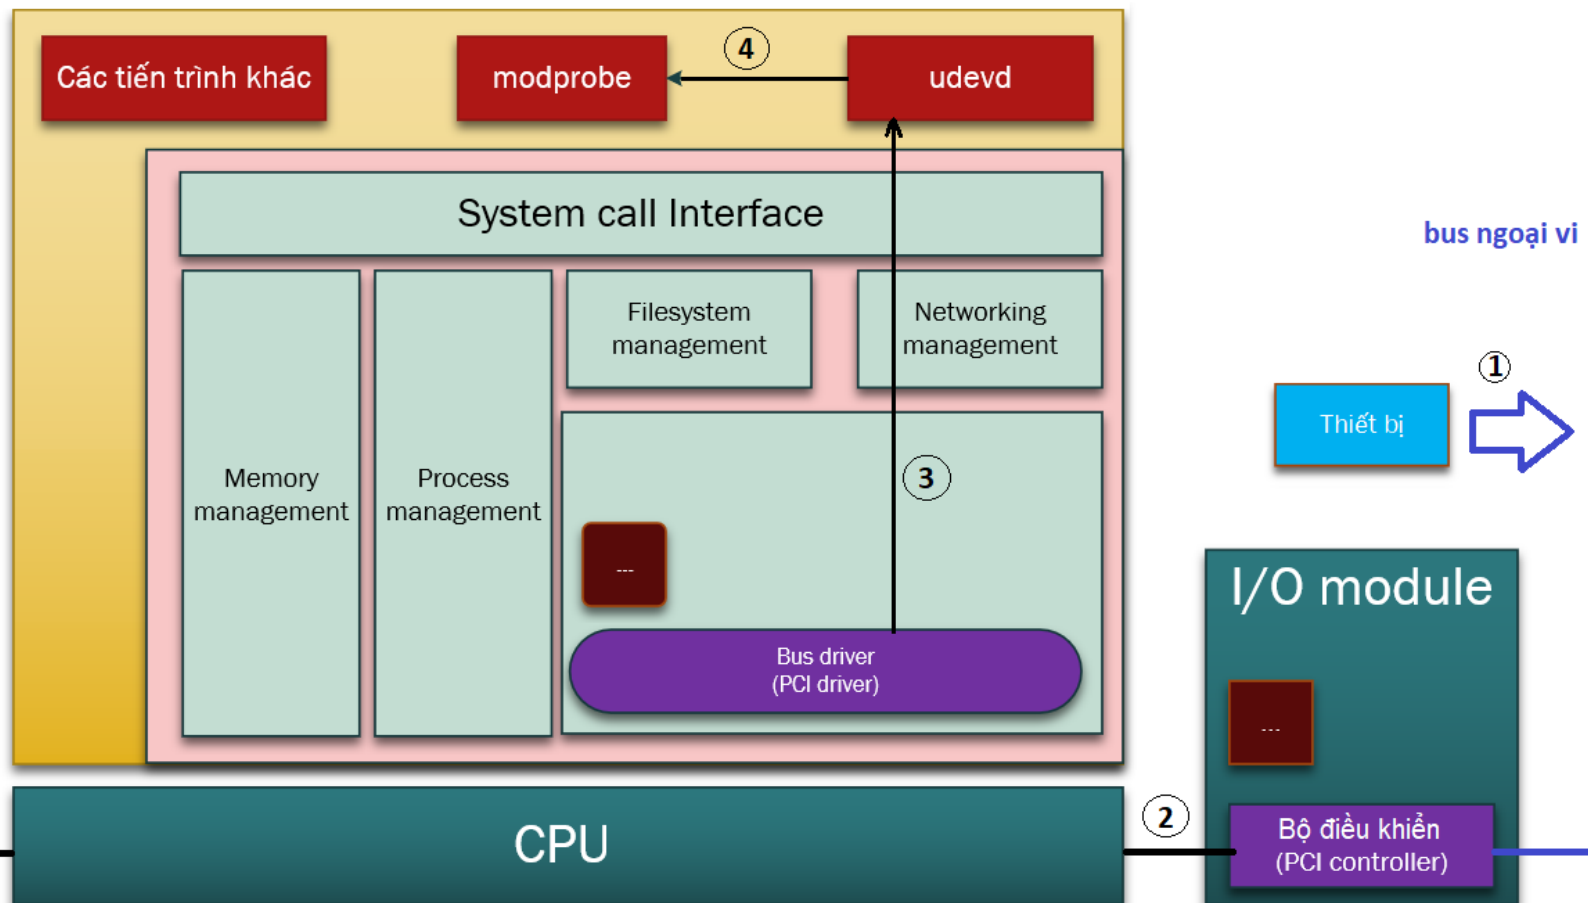 Các tiến trình khác
modprobe
④
udevd
System call Interface
bus ngoại vi
Memory
management
Process
management
Filesystem
management
Networking
management
①
Thiết bị
③
---
Bus driver
(PCI driver)
I/O module
---
CPU
②
Bộ điều khiển
(PCI controller)